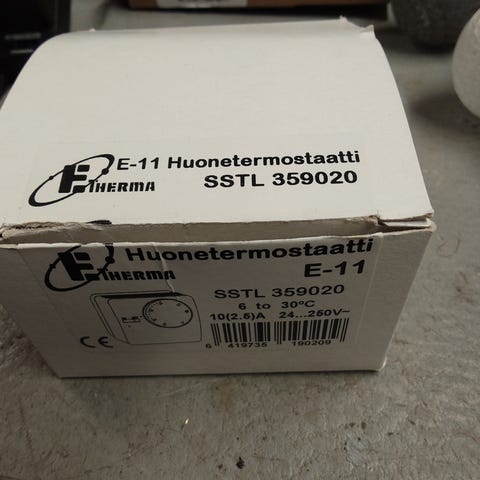 E-11 Huonetermostaatti
THERMA
SSTL 359020
Huonetermostaatti
THERMA
E-11
SSTL 359020
6 to 30°C
10(2.5)A 24...250V~
CE
6 419735 190209